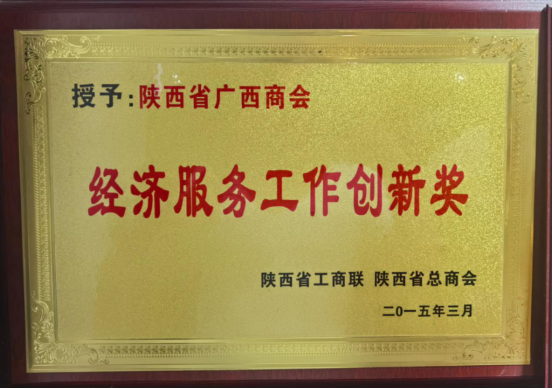 授予:陕西省广西商会
经济服务工作创新奖
陕西省工商联 陕西省总商会
二0一五年三月